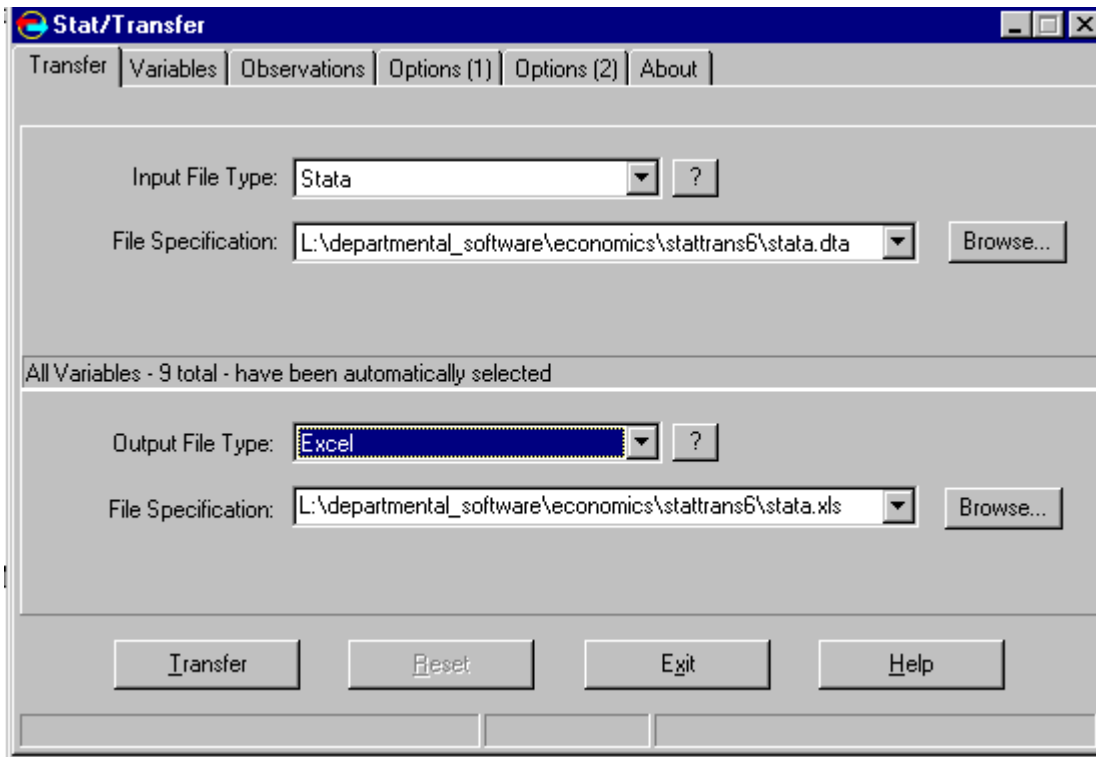 Stat/Transfer
Transfer Variables Observations Options (1) Options (2) About
Input File Type: Stata ?
File Specification: L:\departmental_software\economics\stattrans6\stata.dta Browse...
All Variables - 9 total - have been automatically selected
Output File Type: Excel ?
File Specification: L:\departmental_software\economics\stattrans6\stata.xls Browse...
Transfer Reset Exit Help